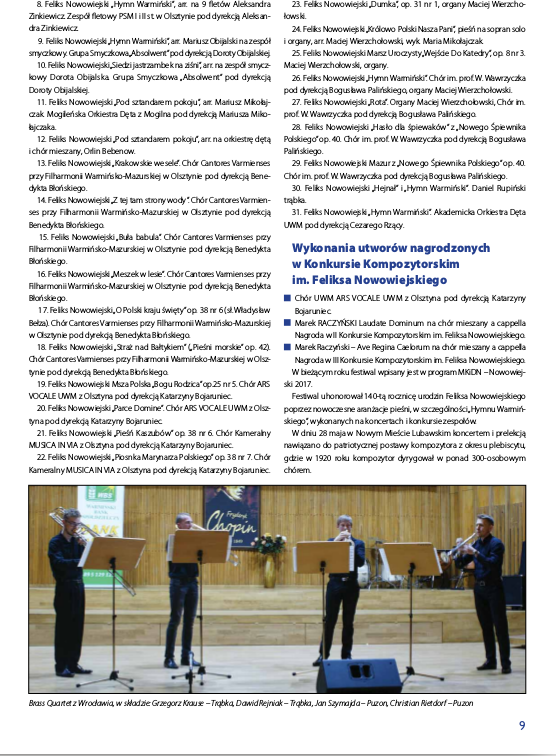 8. Feliks Nowowiejski „Hymn Warmiński”, arr. na 9 fletów Aleksandra
Zinkiewicz. Zespół fletowy PSM I i II st. w Olsztynie pod dyrekcją Aleksan-
dra Zinkiewicz.
9. Feliks Nowowiejski „Hymn Warmiński”, arr. Mariusz Obijalski na zespół
smyczkowy. Grupa Smyczkowa „Absolwent” pod dyrekcją Doroty Obijalskiej
10. Feliks Nowowiejski, „Siedzi jastrzembek na ziśni”, arr. na zespół smycz-
kowy Dorota Obijalska. Grupa Smyczkowa „Absolwent” pod dyrekcją
Doroty Obijalskiej.
11. Feliks Nowowiejski „Pod sztandarem pokoju”, arr. Mariusz Mikołaj-
czak. Mogileńska Orkiestra Dęta z Mogilna pod dyrekcją Mariusza Miko-
łajczaka.
12. Feliks Nowowiejski „Pod sztandarem pokoju”, arr. na orkiestrę dętą
i chór mieszany, Orlin Bebenow.
13. Feliks Nowowiejski „Krakowskie wesele”. Chór Cantores Varmienses
przy Filharmonii Warmińsko-Mazurskiej w Olsztynie pod dyrekcją Bene-
dykta Błońskiego.
14. Feliks Nowowiejski „Z tej tam strony wody”. Chór Cantores Varmien-
ses przy Filharmonii Warmińsko-Mazurskiej w Olsztynie pod dyrekcją
Benedykta Błońskiego.
15. Feliks Nowowiejski „Buła babula”. Chór Cantores Varmienses przy
Filharmonii Warmińsko-Mazurskiej w Olsztynie pod dyrekcją Benedykta
Błońskiego.
16. Feliks Nowowiejski „Meszek w lesie”. Chór Cantores Varmienses przy
Filharmonii Warmińsko-Mazurskiej w Olsztynie pod dyrekcją Benedykta
Błońskiego.
17. Feliks Nowowiejski, „O Polski kraju święty” op. 38 nr 6 (sł. Władysław
Bełza). Chór Cantores Varmienses przy Filharmonii Warmińsko-Mazurskiej
w Olsztynie pod dyrekcją Benedykta Błońskiego.
18. Feliks Nowowiejski, „Straż nad Bałtykiem” („Pieśni morskie” op. 42).
Chór Cantores Varmienses przy Filharmonii Warmińsko-Mazurskiej w Olsz-
tynie pod dyrekcją Benedykta Błońskiego.
19. Feliks Nowowiejski Msza Polska „Bogu Rodzica” op.25 nr 5. Chór ARS
VOCALE UWM z Olsztyna pod dyrekcją Katarzyny Bojaruniec.
20. Feliks Nowowiejski „Parce Domine”. Chór ARS VOCALE UWM z Olsz-
tyna pod dyrekcją Katarzyny Bojaruniec.
21. Feliks Nowowiejski „Pieśń Kaszubów” op. 38 nr 6. Chór Kameralny
MUSICA IN VIA z Olsztyna pod dyrekcją Katarzyny Bojaruniec.
22. Feliks Nowowiejski „Piosnka Marynarza Polskiego” op. 38 nr 7. Chór
Kameralny MUSICA IN VIA z Olsztyna pod dyrekcją Katarzyny Bojaruniec.
23. Feliks Nowowiejski „Dumka”, op. 31 nr 1, organy Maciej Wierzcho-
łowski.
24. Feliks Nowowiejski „Królowo Polski Nasza Pani”, pieśń na sopran solo
i organy, arr. Maciej Wierzchołowski, wyk. Maria Mikołajczak.
25. Feliks Nowowiejski Marsz Uroczysty „Wejście Do Katedry”, op. 8 nr 3.
Maciej Wierzchołowski, organy.
26. Feliks Nowowiejski „Hymn Warmiński”. Chór im. prof. W. Wawrzyczka
pod dyrekcją Bogusława Palińskiego, organy Maciej Wierzchołowski.
27. Feliks Nowowiejski „Rota”. Organy Maciej Wierzchołowski, Chór im.
prof. W. Wawrzyczka pod dyrekcją Bogusława Palińskiego.
28. Feliks Nowowiejski „Hasło dla śpiewaków” z „Nowego Śpiewnika
Polskiego” op. 40. Chór im. prof. W. Wawrzyczka pod dyrekcją Bogusława
Palińskiego.
29. Feliks Nowowiejski Mazur z „Nowego Śpiewnika Polskiego” op. 40.
Chór im. prof. W. Wawrzyczka pod dyrekcją Bogusława Palińskiego.
30. Feliks Nowowiejski „Hejnał” i „Hymn Warmiński”. Daniel Rupiński
trąbka.
31. Feliks Nowowiejski „Hymn Warmiński”. Akademicka Orkiestra Dęta
UWM pod dyrekcją Cezarego Rzący.
Wykonania utworów nagrodzonych
w Konkursie Kompozytorskim
im. Feliksa Nowowiejskiego
Chór UWM ARS VOCALE UWM z Olsztyna pod dyrekcją Katarzyny
Bojaruniec.
Marek RACZYŃSKI Laudate Dominum na chór mieszany a cappella
Nagroda w II Konkursie Kompozytorskim im. Feliksa Nowowiejskiego.
Marek Raczyński – Ave Regina Caelorum na chór mieszany a cappella
Nagroda w III Konkursie Kompozytorskim im. Felika Nowowiejskiego.
W bieżącym roku festiwal wpisany jest w program MKiDN – Nowowiej-
ski 2017.
Festiwal uhonorował 140-tą rocznicę urodzin Feliksa Nowowiejskiego
poprzez nowoczesne aranżacje pieśni, w szczególności „Hymnu Warmiń-
skiego”, wykonanych na koncertach i konkursie zespołów.
W dniu 28 maja w Nowym Mieście Lubawskim koncertem i prelekcją
nawiązano do patriotycznej postawy kompozytora z okresu plebiscytu,
gdzie w 1920 roku kompozytor dyrygował w ponad 300-osobowym
chórem.
Fryderyk
Chopin
Brass Quartet z Wrocławia, w składzie Grzegorz Krause – Trąbka, Dawid Rejniak – Trąbka, Jan Szymajda – Puzon, Christian Rietdorf – Puzon
9